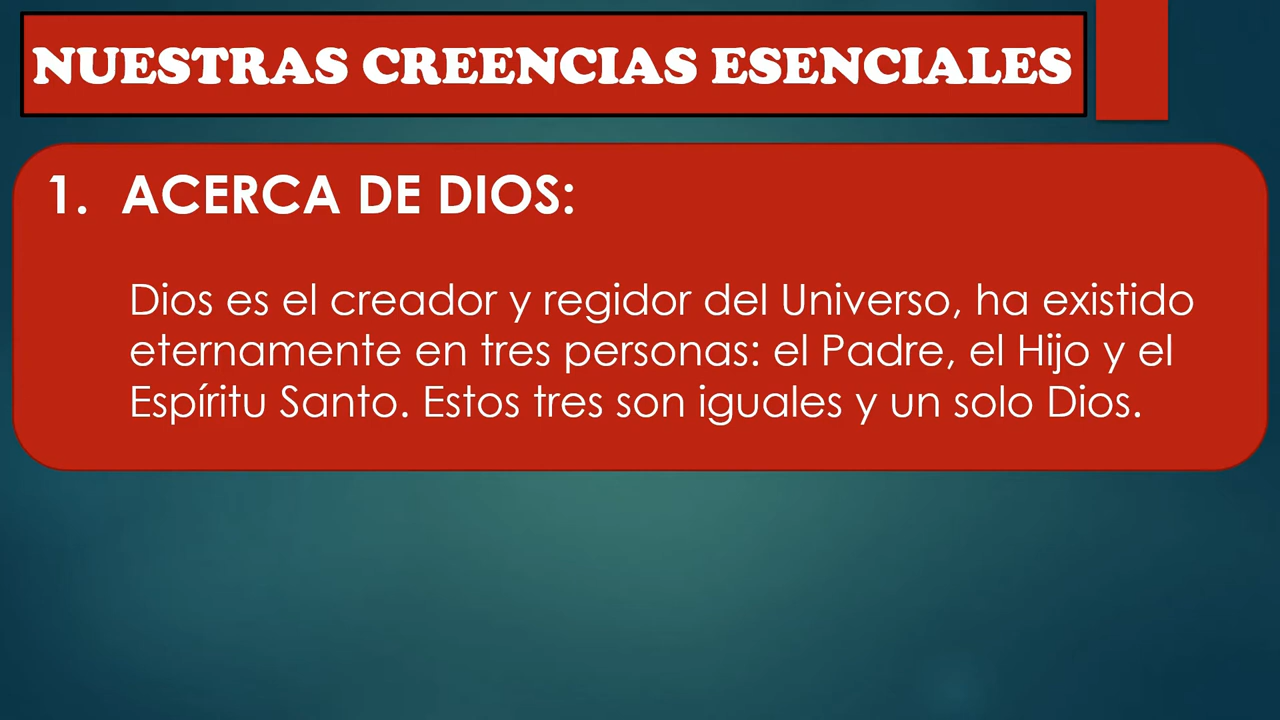 NUESTRAS CREENCIAS ESENCIALES
1. ACERCA DE DIOS:
Dios es el creador y regidor del Universo, ha existido
eternamente en tres personas: el Padre, el Hijo y el
Espíritu Santo. Estos tres son iguales y un solo Dios.